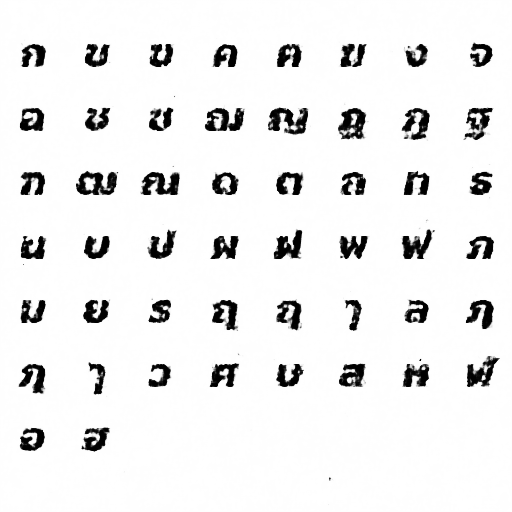 ก ข ฃ ค ฅ ฆ ง จ
ฉ ช ซ ฌ ญ ฎ ฏ ฐ
ฑ ฒ ณ ด ต ถ ท ธ
น บ ป ผ ฝ พ ฟ ภ
ม ย ร ฤ ฤ ๅ ล ฦ
ฦ ๅ ว ศ ษ ส ห ฬ
อ ฮ